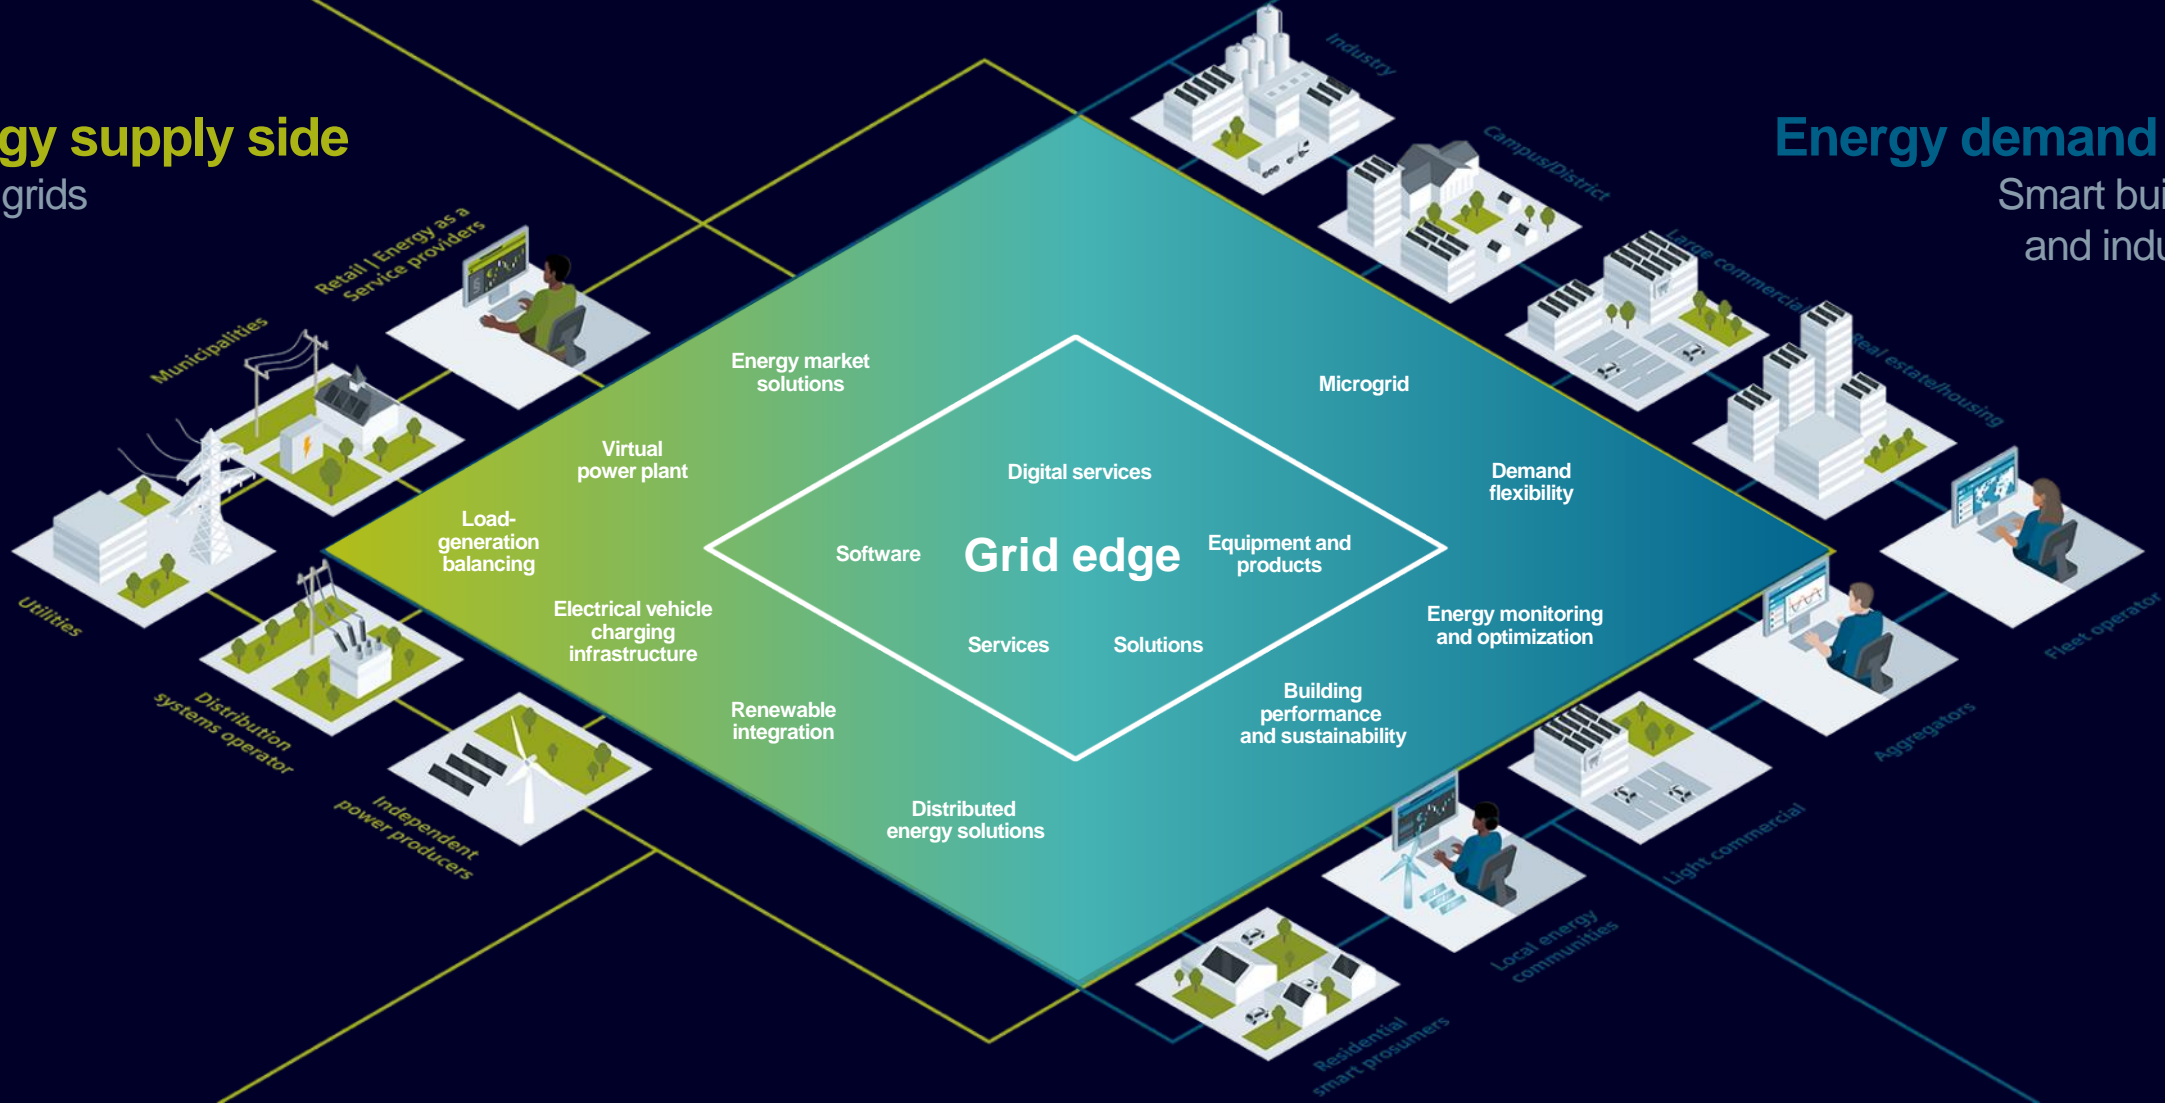 gy supply side
grids
Energy demand
Smart bui
and indu
Retail | Energy as a
Service providers
Municipalities
Utilities
Distribution
systems operator
Independent
power producers
Industry
Campus/District
Large commercial
Real estate/housing
Fleet operator
Aggregators
Light commercial
Local energy
communities
Residential
smart prosumers
Energy market
solutions
Virtual
power plant
Load-
generation
balancing
Electrical vehicle
charging
infrastructure
Renewable
integration
Distributed
energy solutions
Microgrid
Demand
flexibility
Energy monitoring
and optimization
Building
performance
and sustainability
Digital services
Software
Grid edge
Equipment and
products
Services
Solutions